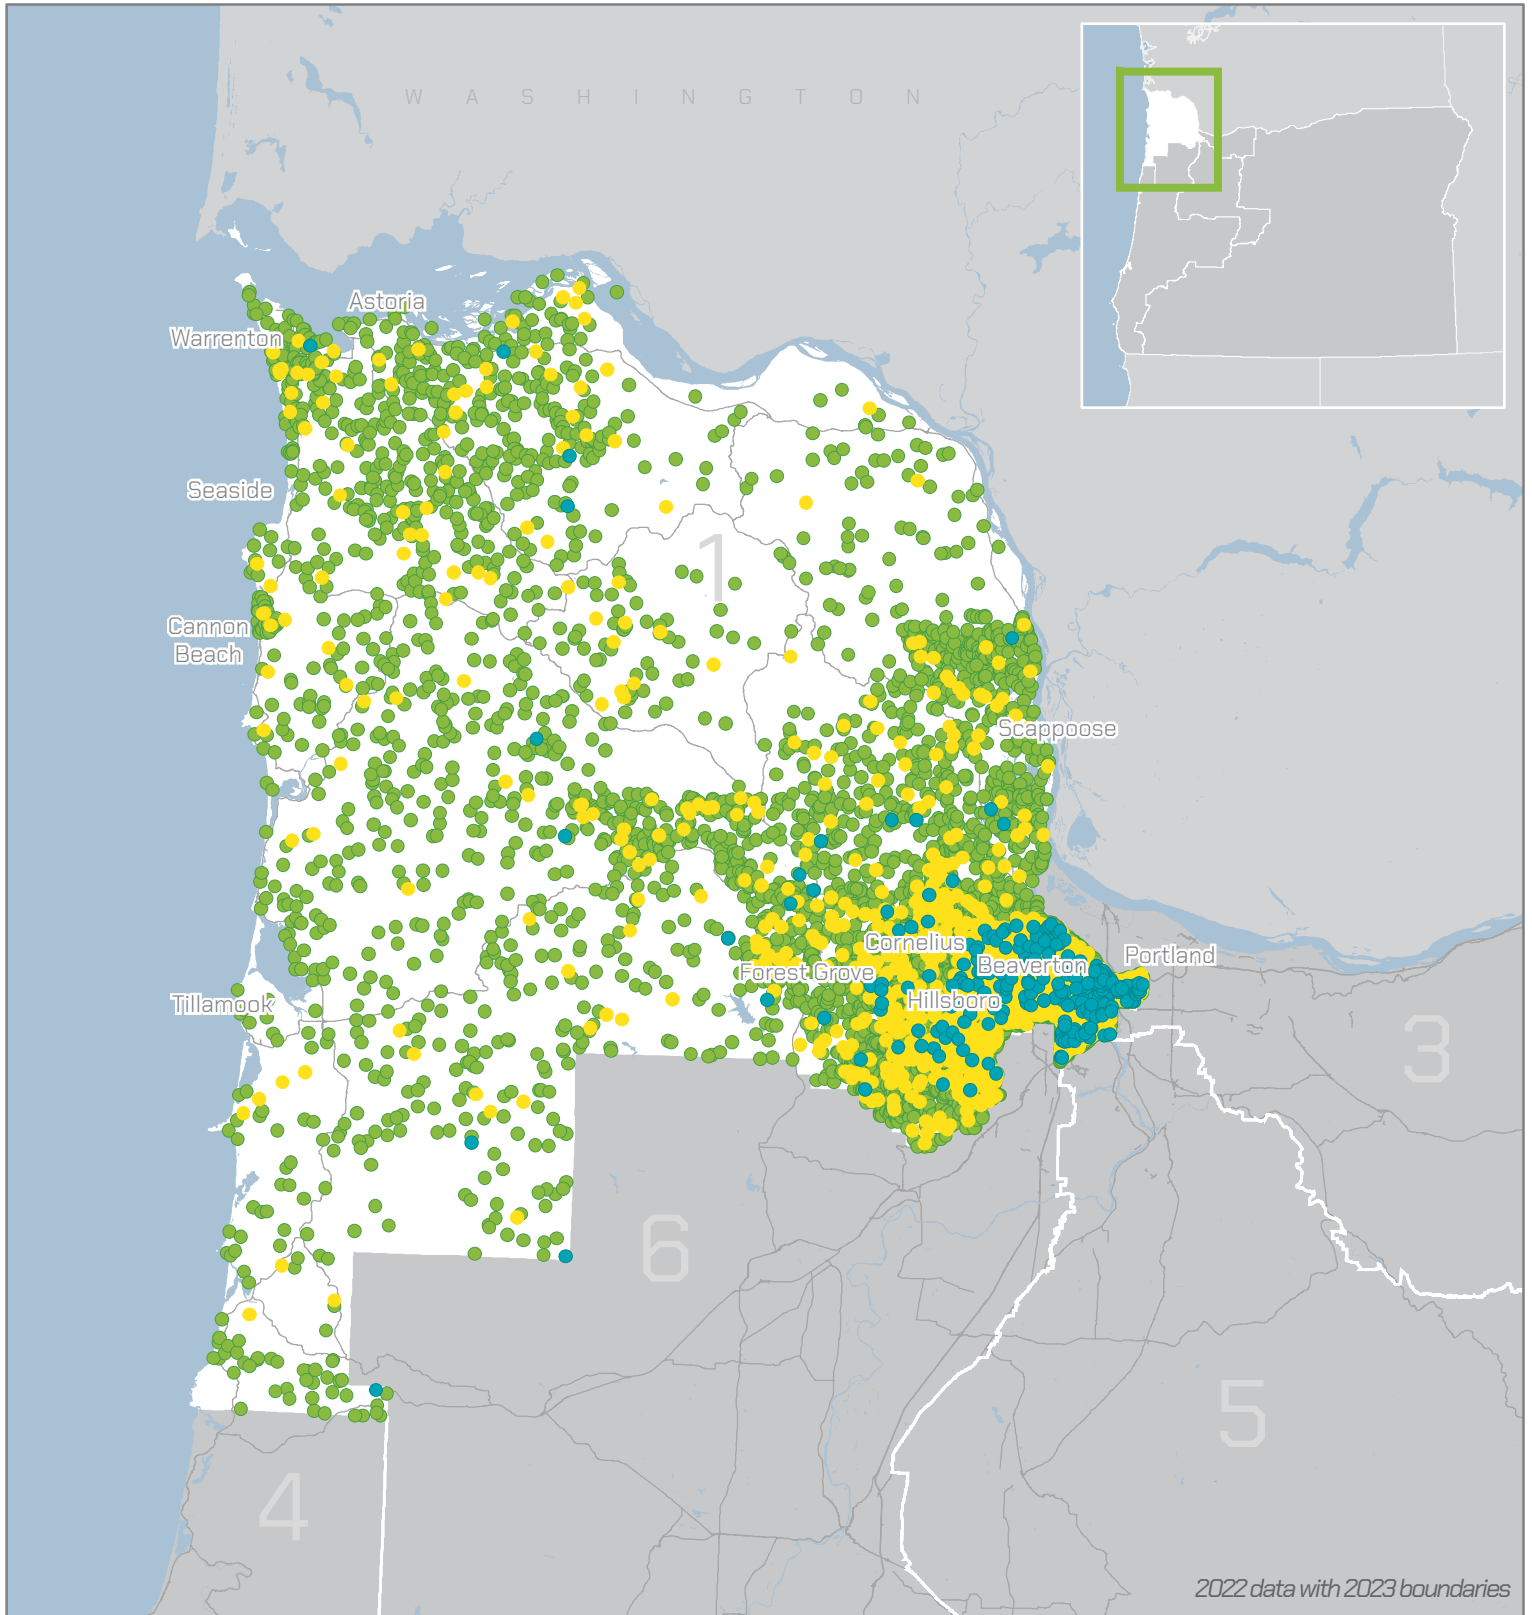 WASHINGTON
Astoria
Warrenton
Seaside
1
Cannon
Beach
Scappoose
Cornelius
Portland
Beaverton
Forest Grove
Hillsboro
Tillamook
3
6
5
4
2022 data with 2023 boundaries